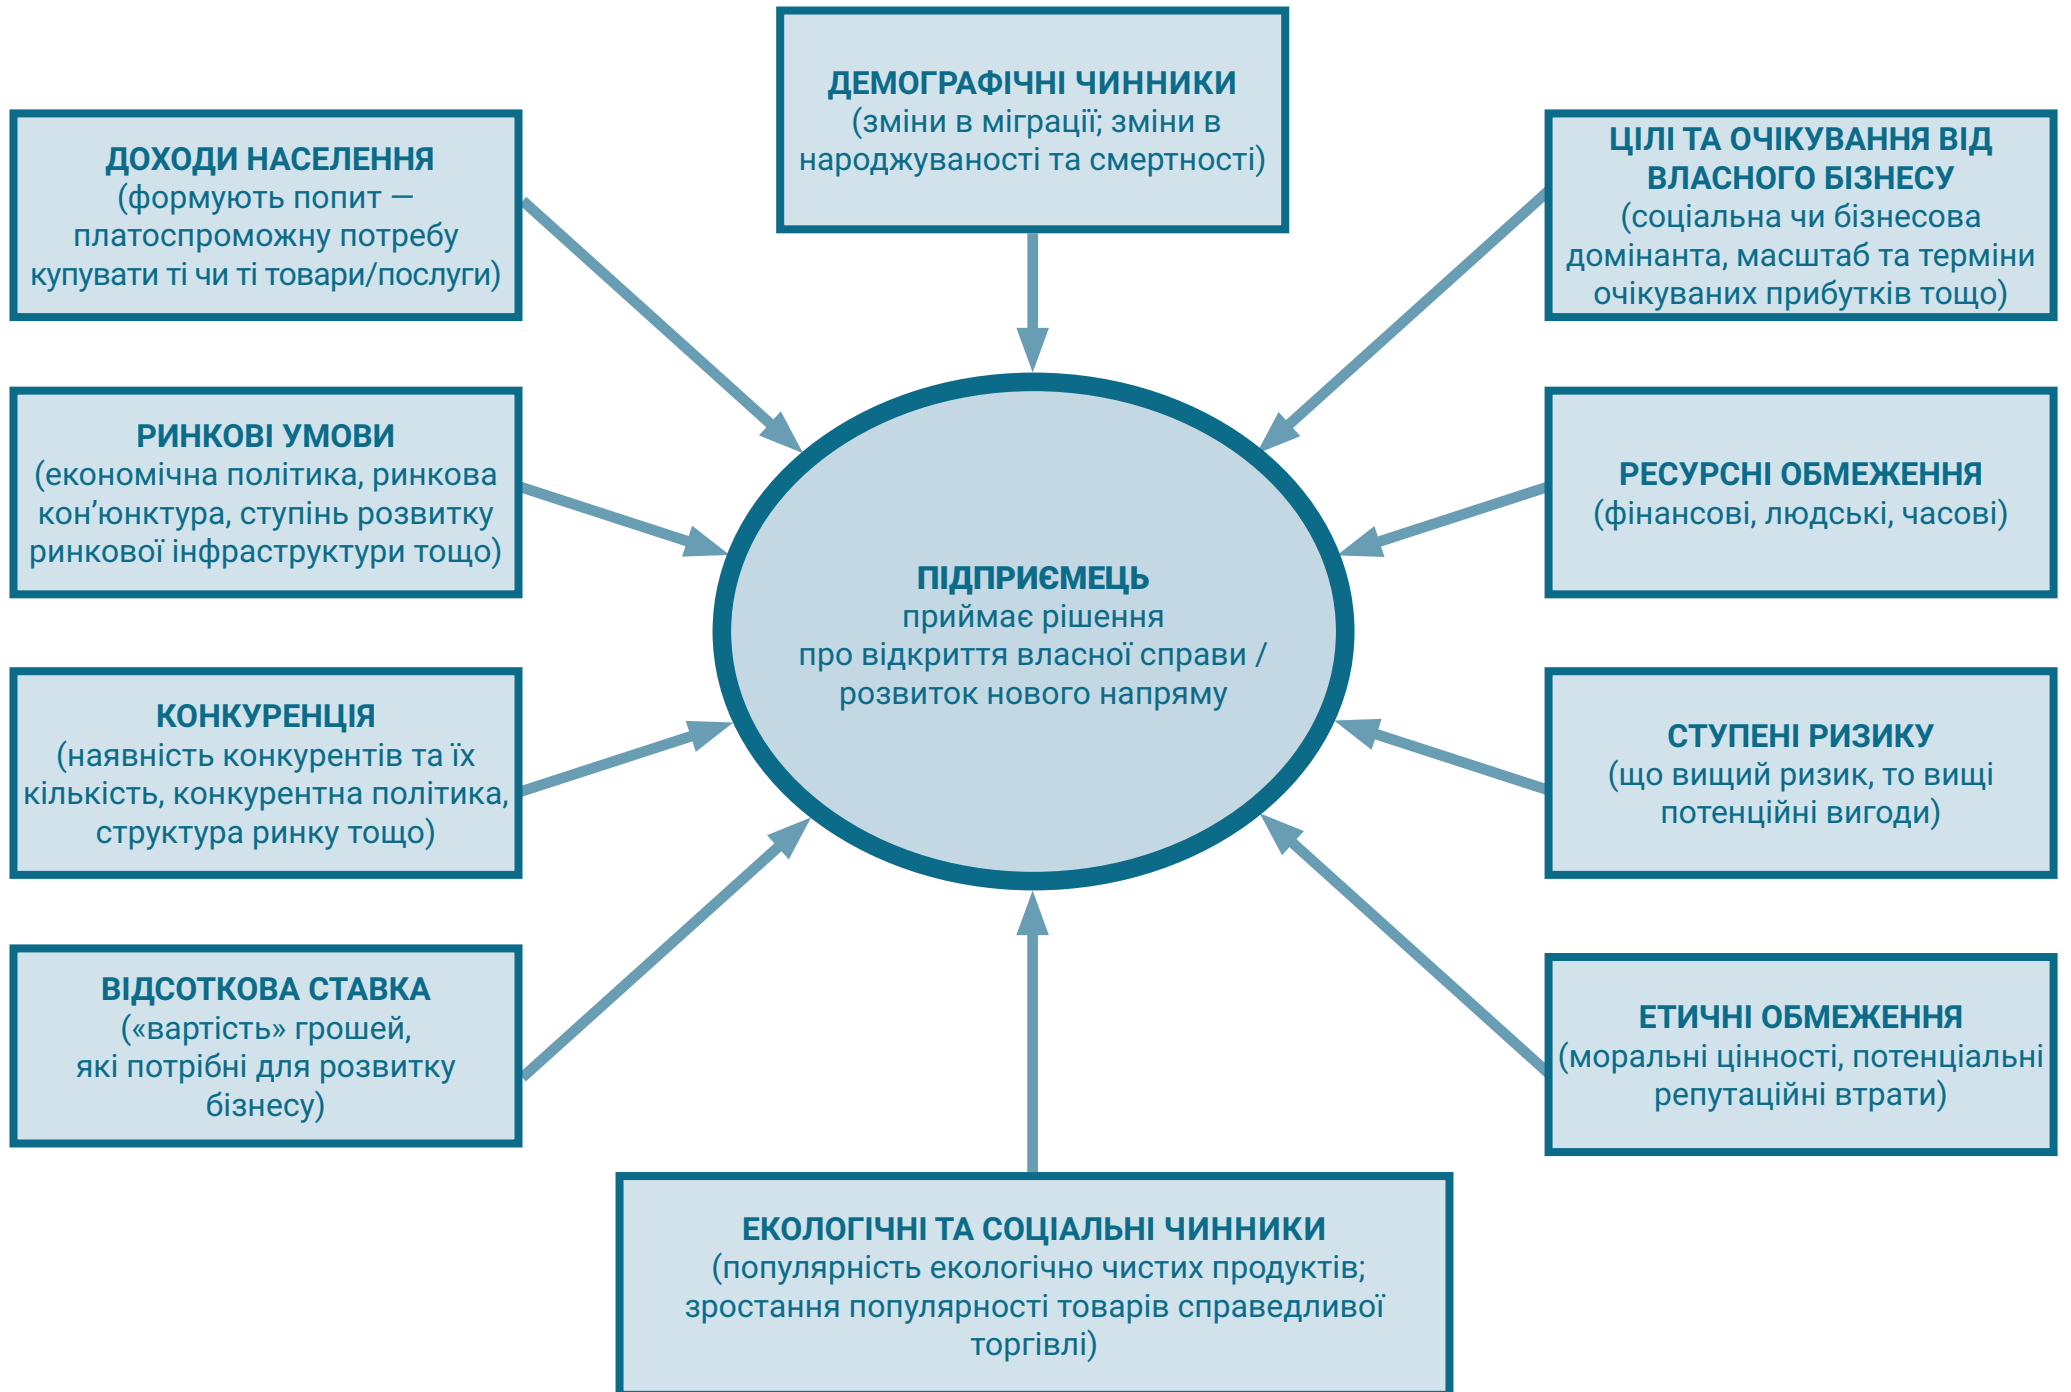 ДЕМОГРАФІЧНІ ЧИННИКИ
(зміни в міграції; зміни в
народжуваності та смертності)
ДОХОДИ НАСЕЛЕННЯ
(формують попит —
платоспроможну потребу
купувати ті чи ті товари/послуги)
ЦІЛІ ТА ОЧІКУВАННЯ ВІД
ВЛАСНОГО БІЗНЕСУ
(соціальна чи бізнесова
домінанта, масштаб та терміни
очікуваних прибутків тощо)
РИНКОВІ УМОВИ
(економічна політика, ринкова
кон’юнктура, ступінь розвитку
ринкової інфраструктури тощо)
РЕСУРСНІ ОБМЕЖЕННЯ
(фінансові, людські, часові)
ПІДПРИЄМЕЦЬ
приймає рішення
про відкриття власної справи /
розвиток нового напряму
КОНКУРЕНЦІЯ
(наявність конкурентів та їх
кількість, конкурентна політика,
структура ринку тощо)
СТУПЕНІ РИЗИКУ
(що вищий ризик, то вищі
потенційні вигоди)
ВІДСОТКОВА СТАВКА
(«вартість» грошей,
які потрібні для розвитку
бізнесу)
ЕТИЧНІ ОБМЕЖЕННЯ
(моральні цінності, потенціальні
репутаційні втрати)
ЕКОЛОГІЧНІ ТА СОЦІАЛЬНІ ЧИННИКИ
(популярність екологічно чистих продуктів;
зростання популярності товарів справедливої
торгівлі)